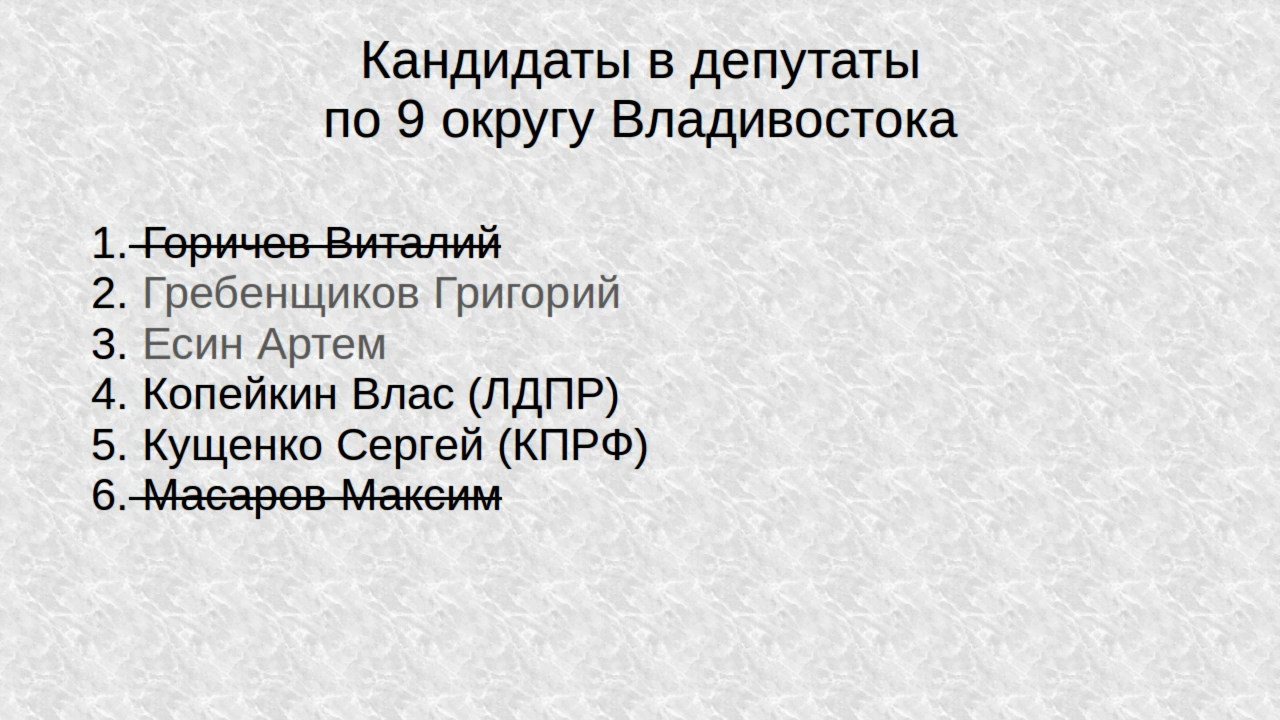 Кандидаты в депутаты
по 9 округу Владивостока
1. Горичев Виталий
2. Гребенщиков Григорий
3. Есин Артем
4. Копейкин Влас (ЛДПР)
5. Кущенко Сергей (КПРФ)
6. Масаров Максим